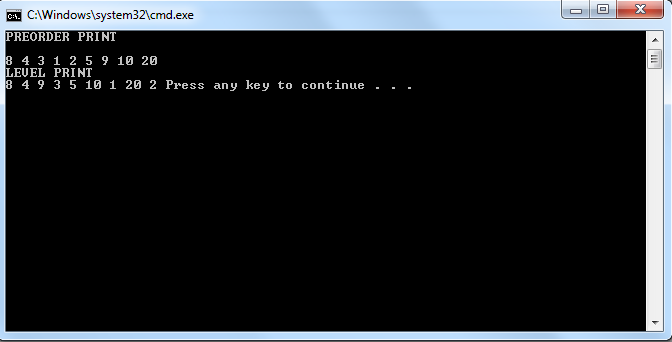 C:\Windows\system32\cmd.exe
PREORDER PRINT
8 4 3 1 2 5 9 10 20
LEVEL PRINT
8 4 9 3 5 10 1 20 2 Press any key to continue . . .